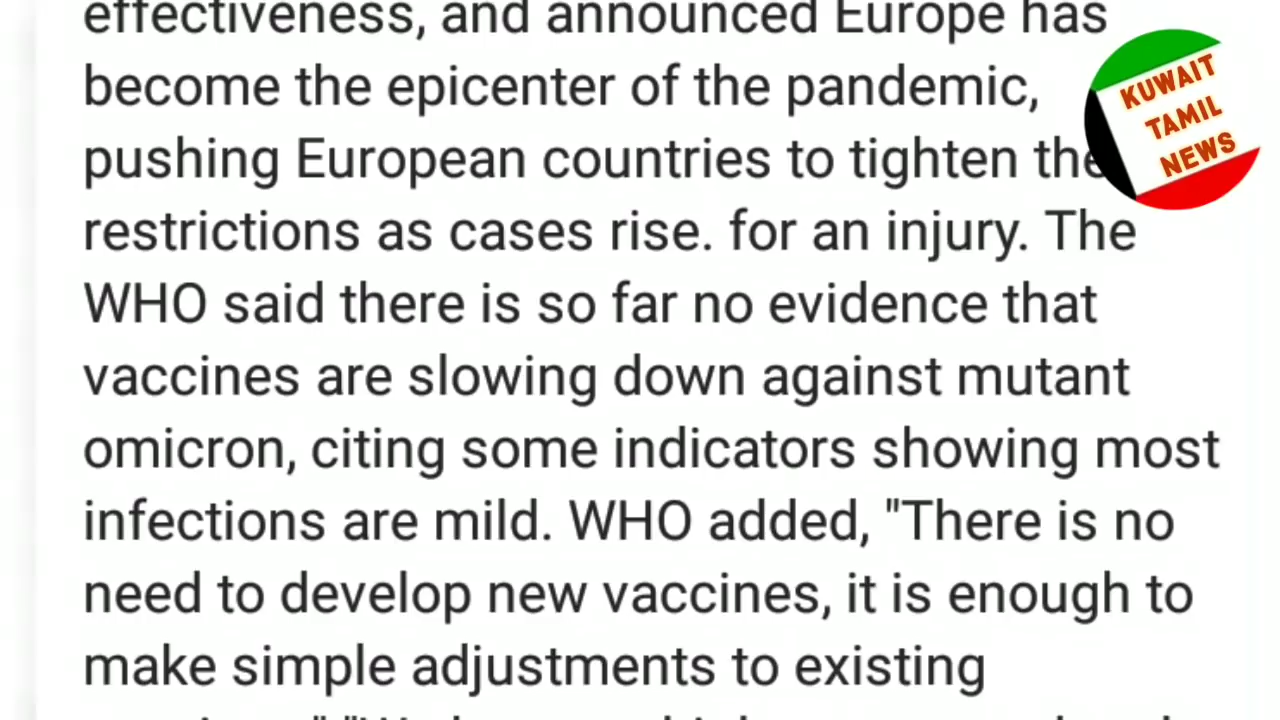 effectiveness, and announced Europe has
become the epicenter of the pandemic,
pushing European countries to tighten the
restrictions as cases rise. for an injury. The
WHO said there is so far no evidence that
vaccines are slowing down against mutant
omicron, citing some indicators showing most
infections are mild. WHO added, "There is no
need to develop new vaccines, it is enough to
make simple adjustments to existing
KUWAIT
TAMIL
NEWS